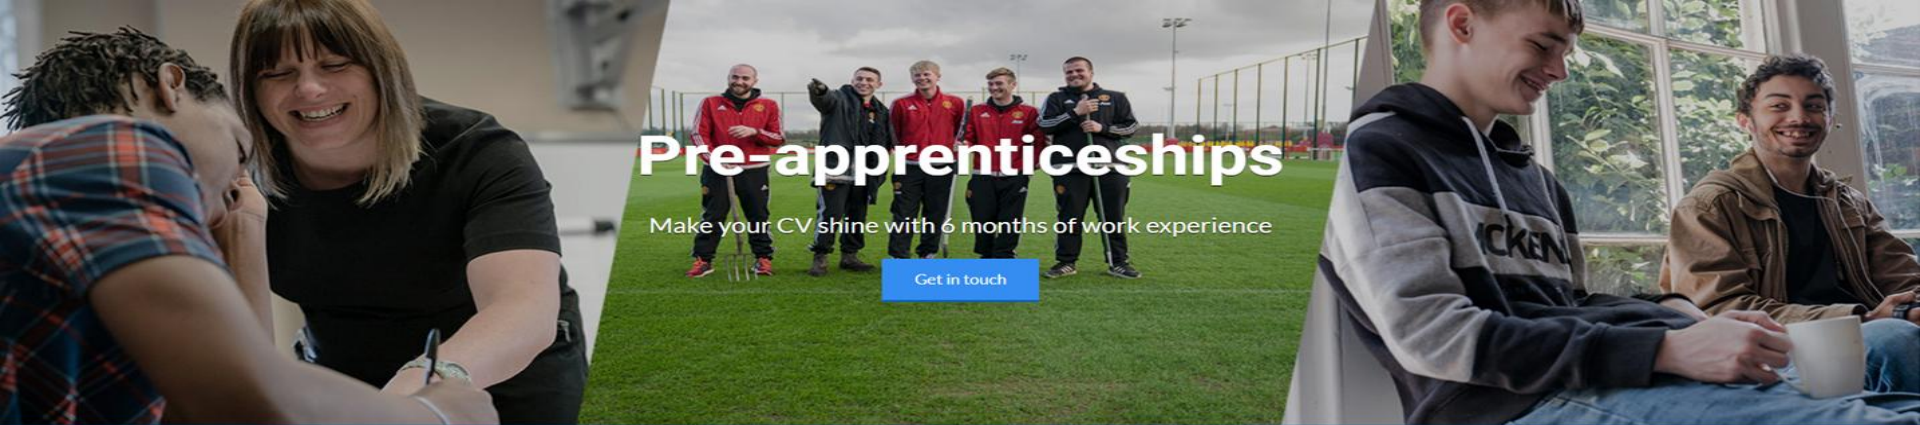 Pre-apprenticeships
Make your CV shine with 6 months of work experience
Get in touch